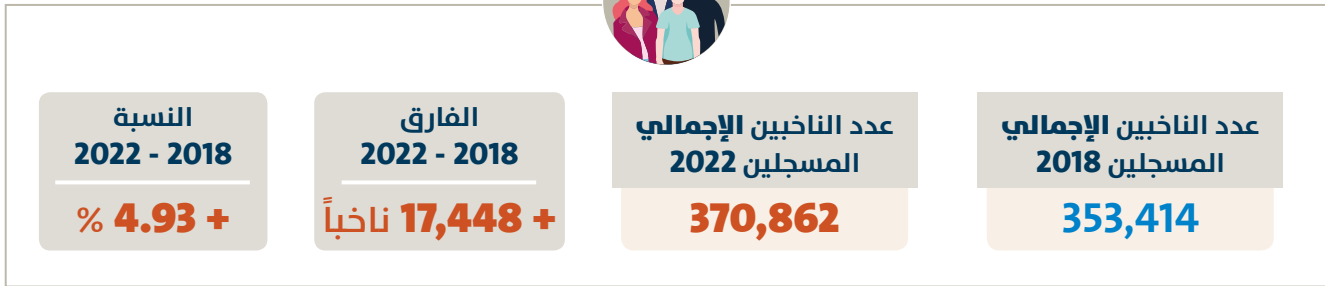 عدد الناخبين الإجمالي
المسجلين 2018
353,414
عدد الناخبين الإجمالي
المسجلين 2022
370,862
الفارق
2018 - 2022
+ 17,448 ناخباً
النسبة
2018 - 2022
+ 4.93 %